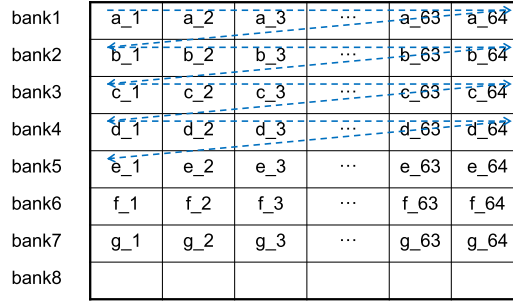 bank1 a_1 a_2 a_3 ⋯ a_63 a_64
bank2 b_1 b_2 b_3 ⋯ b_63 b_64
bank3 c_1 c_2 c_3 ⋯ c_63 c_64
bank4 d_1 d_2 d_3 ⋯ d_63 d_64
bank5 e_1 e_2 e_3 ⋯ e_63 e_64
bank6 f_1 f_2 f_3 ⋯ f_63 f_64
bank7 g_1 g_2 g_3 ⋯ g_63 g_64
bank8